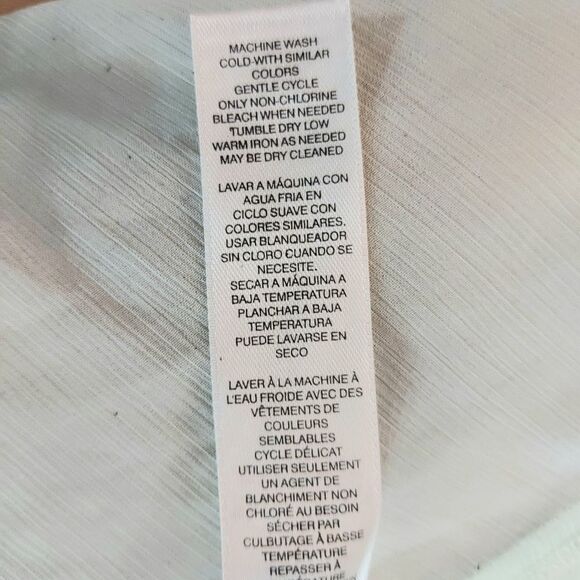 MACHINE WASH
COLD-WITH SIMILAR
COLORS
GENTLE CYCLE
ONLY NON-CHLORINE
BLEACH WHEN NEEDED
TUMBLE DRY LOW
WARM IRON AS NEEDED
MAY BE DRY CLEANED
LAVAR A MÁQUINA CON
AGUA FRIA EN
CICLO SUAVE CON
COLORES SIMILARES.
USAR BLANQUEADOR
SIN CLORO CUANDO SE
NECESITE.
SECAR A MÁQUINA A
BAJA TEMPERATURA
PLANCHAR A BAJA
TEMPERATURA
PUEDE LAVARSE EN
SECO
LAVER À LA MACHINE À
L'EAU FROIDE AVEC DES
VÊTEMENTS DE
COULEURS
SEMBLABLES
CYCLE DÉLICAT
UTILISER SEULEMENT
UN AGENT DE
BLANCHIMENT NON
CHLORÉ AU BESOIN
SÉCHER PAR
CULBUTAGE À BASSE
TEMPÉRATURE
REPASSER À